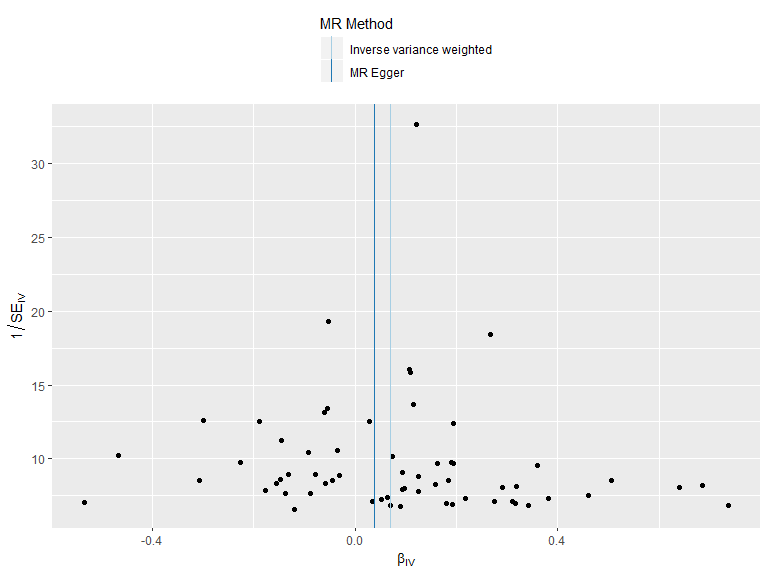 MR Method
Inverse variance weighted
MR Egger
1/SE_IV
30
25
20
15
10
-0.4
0.0
0.4
β_IV